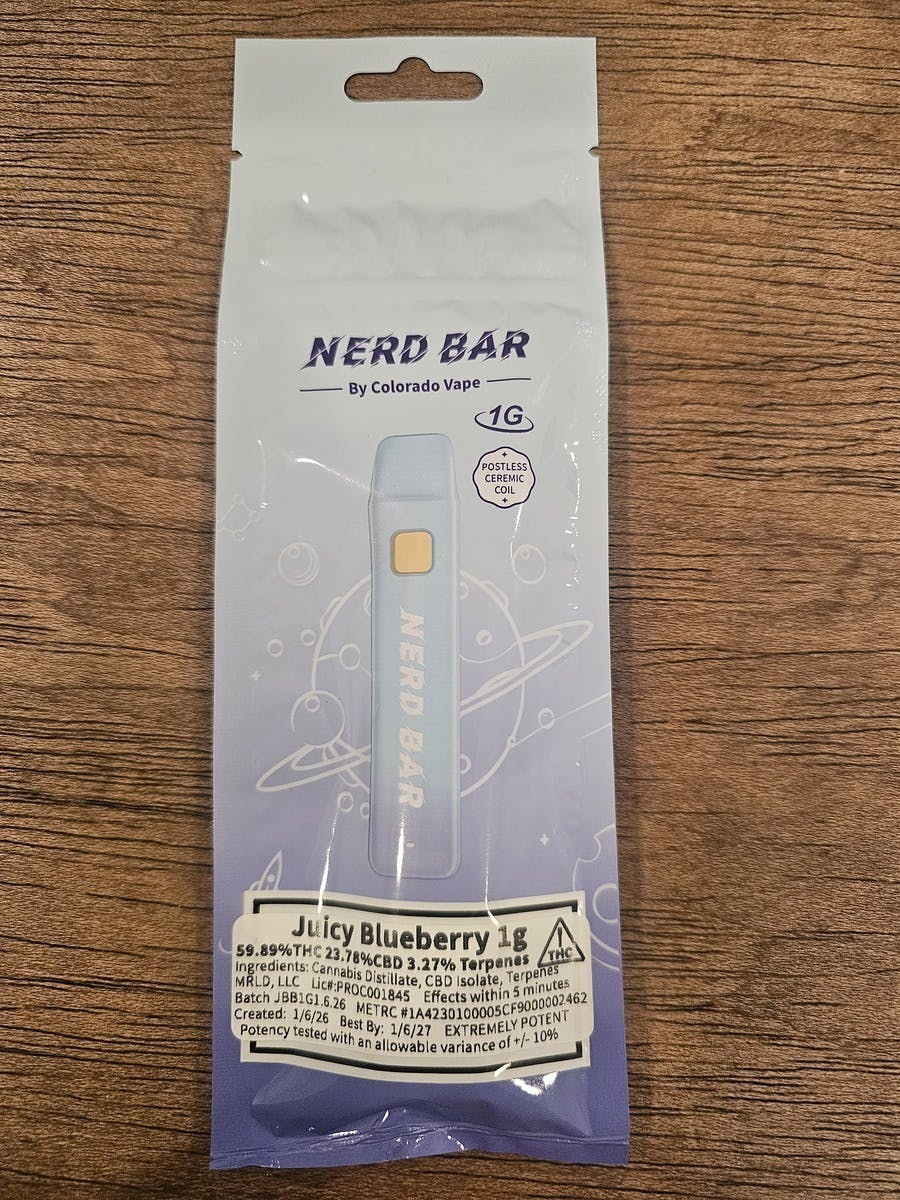 NERD BAR
By Colorado Vape
1G
POSTLESS
CEREMIC
COIL
NERD BAR
Juicy Blueberry 1g
THC
59.89%THC 23.78%CBD 3.27% Terpenes
Ingredients: Cannabis Distillate, CBD Isolate, Terpenes
MRLD, LLC Lic#:PROC001845 Effects within 5 minutes
Batch JBB1G1.6.26 METRC #1A4230100005CF9000002462
Created: 1/6/26 Best By: 1/6/27 EXTREMELY POTENT
Potency tested with an allowable variance of +/- 10%